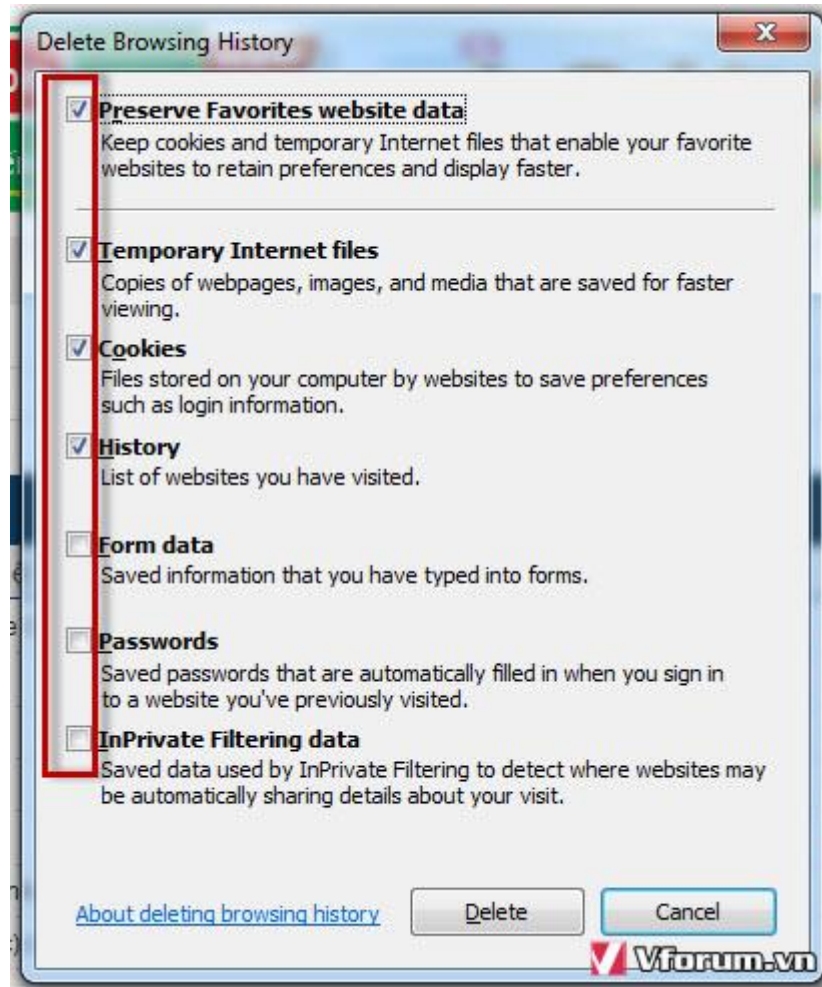 Delete Browsing History
Preserve Favorites website data
Keep cookies and temporary Internet files that enable your favorite
websites to retain preferences and display faster.
Temporary Internet files
Copies of webpages, images, and media that are saved for faster
viewing.
Cookies
Files stored on your computer by websites to save preferences
such as login information.
History
List of websites you have visited.
Form data
Saved information that you have typed into forms.
Passwords
Saved passwords that are automatically filled in when you sign in
to a website you've previously visited.
InPrivate Filtering data
Saved data used by InPrivate Filtering to detect where websites may
be automatically sharing details about your visit.
About deleting browsing history
Delete
Cancel
Vforum.vn